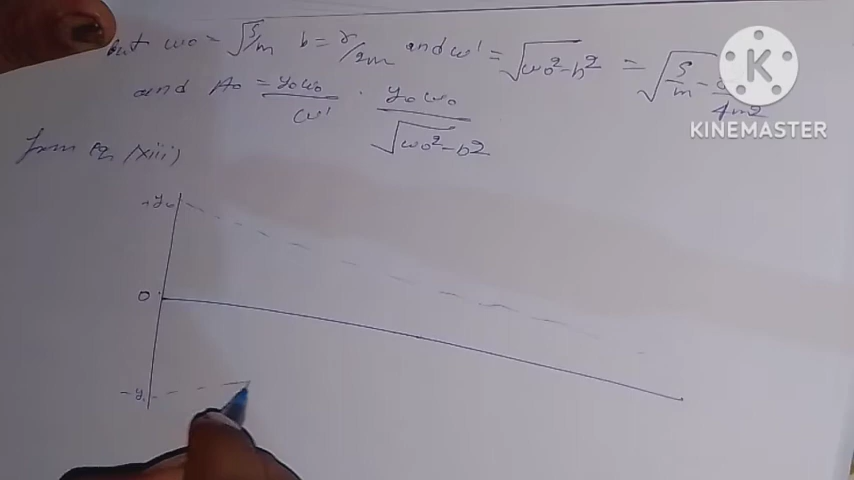 but ω₀ = √s/m b = r/2m and ω' = √ω₀²-b² = √s/m -
and A₀ = y₀ω₀/ω' . y₀ω₀/√ω₀²-b²
from Eq (xiii)
+y₀
0
-y₀
K
KINEMASTER